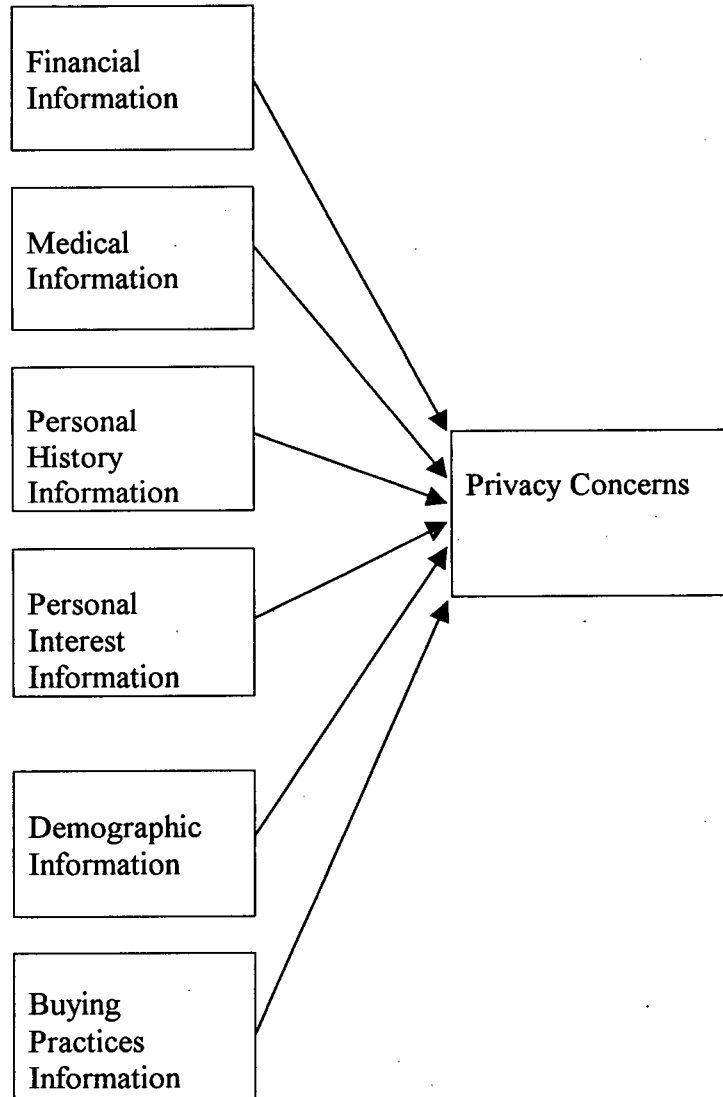 Financial
Information
Medical
Information
Personal
History
Information
Privacy Concerns
Personal
Interest
Information
Demographic
Information
Buying
Practices
Information